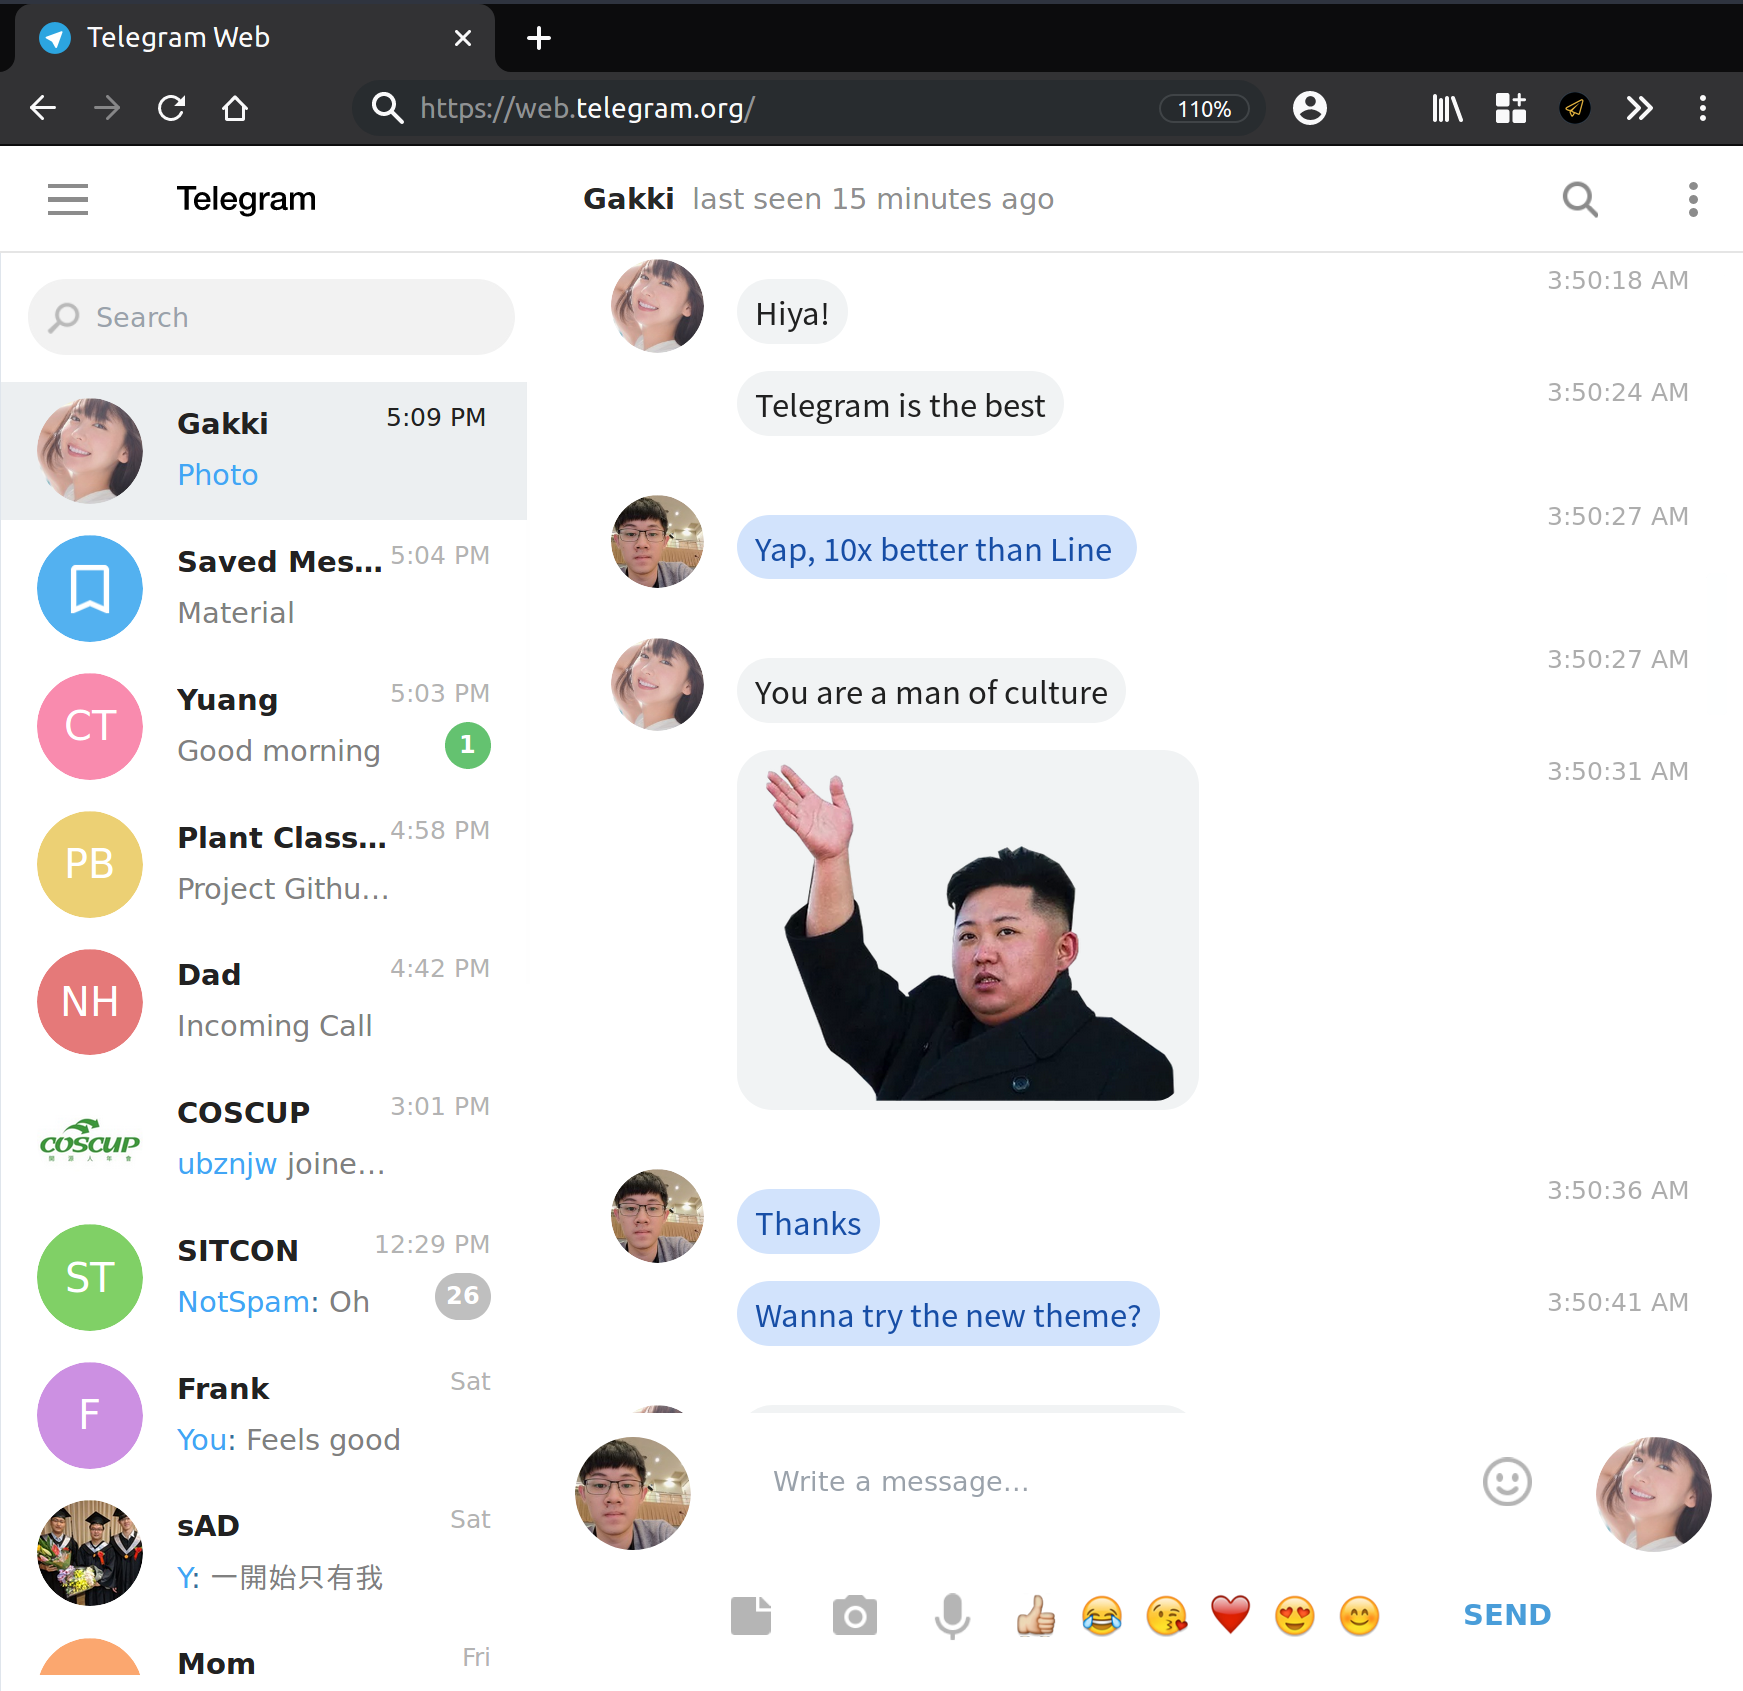 Telegram Web
https://web.telegram.org/
110%
Telegram
Gakki last seen 15 minutes ago
Search
Gakki 5:09 PM
Photo
Saved Mes... 5:04 PM
Material
CT
Yuang 5:03 PM
Good morning 1
PB
Plant Class... 4:58 PM
Project Githu...
NH
Dad 4:42 PM
Incoming Call
COSCUP
開源人年會
COSCUP 3:01 PM
ubznjw joine...
ST
SITCON 12:29 PM
NotSpam: Oh 26
F
Frank Sat
You: Feels good
sAD Sat
Y: 一開始只有我
Mom Fri
Hiya! 3:50:18 AM
Telegram is the best 3:50:24 AM
Yap, 10x better than Line 3:50:27 AM
You are a man of culture 3:50:27 AM
3:50:31 AM
Thanks 3:50:36 AM
Wanna try the new theme? 3:50:41 AM
Write a message...
SEND